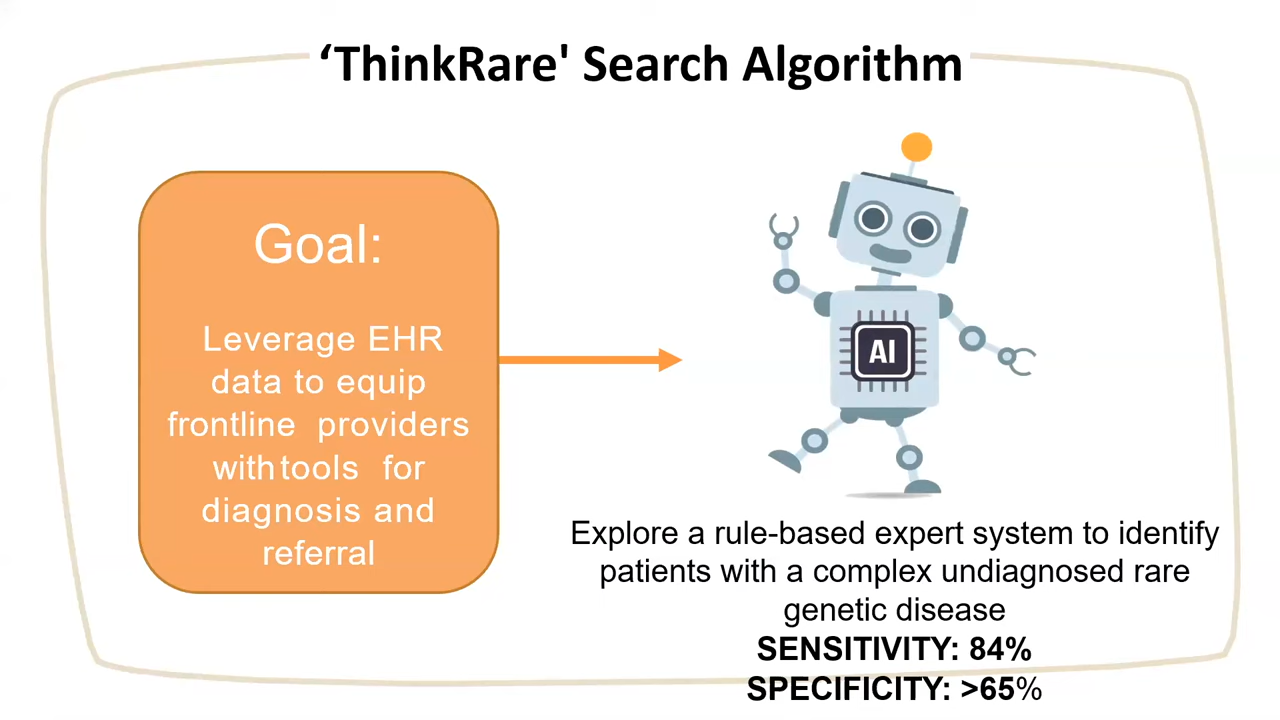 ‘ThinkRare' Search Algorithm
Goal:
Leverage EHR
data to equip
frontline providers
with tools for
diagnosis and
referral
AI
Explore a rule-based expert system to identify
patients with a complex undiagnosed rare
genetic disease
SENSITIVITY: 84%
SPECIFICITY: >65%